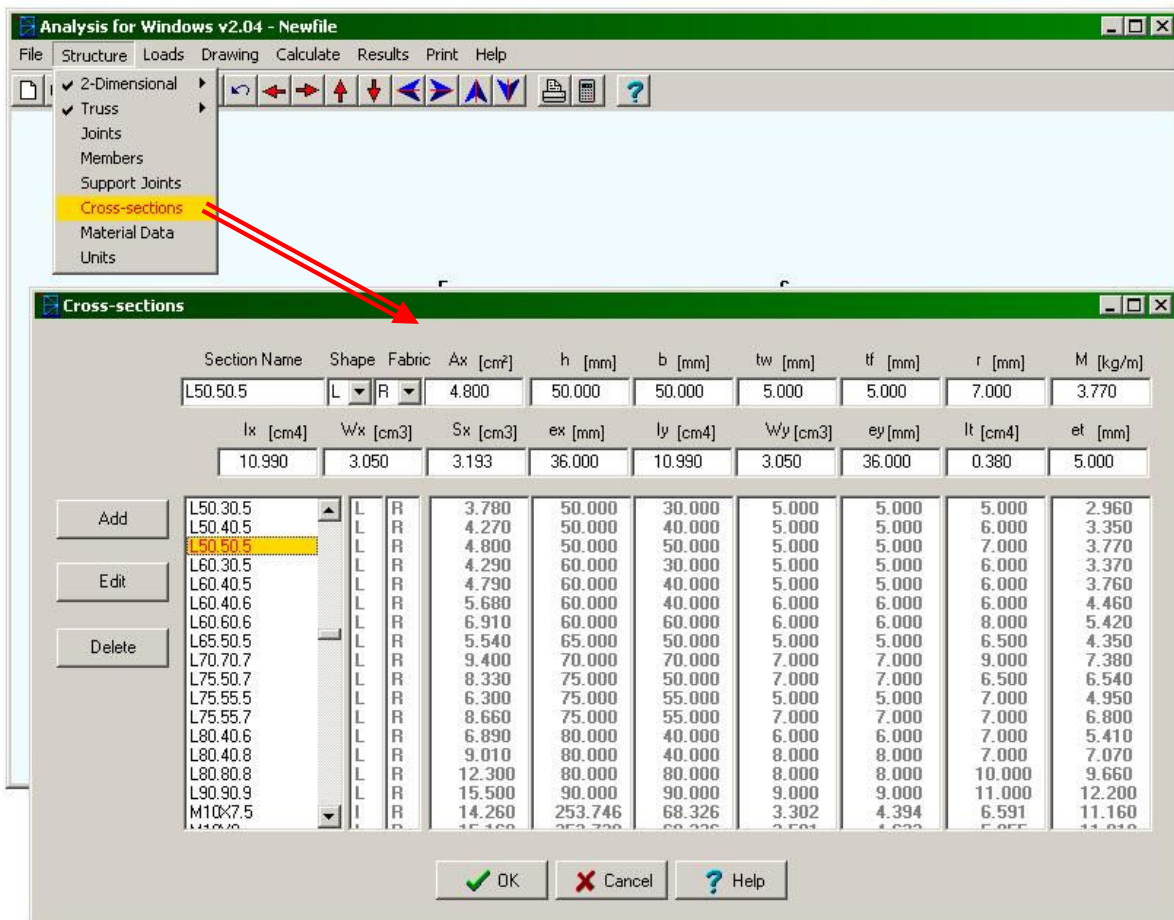 Analysis for Windows v2.04 - Newfile
File Structure Loads Drawing Calculate Results Print Help
2-Dimensional
Truss
Joints
Members
Support Joints
Cross-sections
Material Data
Units
Cross-sections
Section Name Shape Fabric Ax [cm²] h [mm] b [mm] tw [mm] tf [mm] r [mm] M [kg/m]
L50.50.5 L R 4.800 50.000 50.000 5.000 5.000 7.000 3.770
Ix [cm4] Wx [cm3] Sx [cm3] ex [mm] Iy [cm4] Wy [cm3] ey [mm] It [cm4] et [mm]
10.990 3.050 3.193 36.000 10.990 3.050 36.000 0.380 5.000
Add
Edit
Delete
L50.30.5 L R 3.780 50.000 30.000 5.000 5.000 5.000 2.960
L50.40.5 L R 4.270 50.000 40.000 5.000 5.000 6.000 3.350
L50.50.5 L R 4.800 50.000 50.000 5.000 5.000 7.000 3.770
L60.30.5 L R 4.290 60.000 30.000 5.000 5.000 6.000 3.370
L60.40.5 L R 4.790 60.000 40.000 5.000 5.000 6.000 3.760
L60.40.6 L R 5.680 60.000 40.000 6.000 6.000 6.000 4.460
L60.60.6 L R 6.910 60.000 60.000 6.000 6.000 8.000 5.420
L65.50.5 L R 5.540 65.000 50.000 5.000 5.000 6.500 4.350
L70.70.7 L R 9.400 70.000 70.000 7.000 7.000 9.000 7.380
L75.50.7 L R 8.330 75.000 50.000 7.000 7.000 6.500 6.540
L75.55.5 L R 6.300 75.000 55.000 5.000 5.000 7.000 4.950
L75.55.7 L R 8.660 75.000 55.000 7.000 7.000 7.000 6.800
L80.40.6 L R 6.890 80.000 40.000 6.000 6.000 7.000 5.410
L80.40.8 L R 9.010 80.000 40.000 8.000 8.000 7.000 7.070
L80.80.8 L R 12.300 80.000 80.000 8.000 8.000 10.000 9.660
L90.90.9 L R 15.500 90.000 90.000 9.000 9.000 11.000 12.200
M10X7.5 I R 14.260 253.746 68.326 3.302 4.394 6.591 11.160
OK Cancel Help